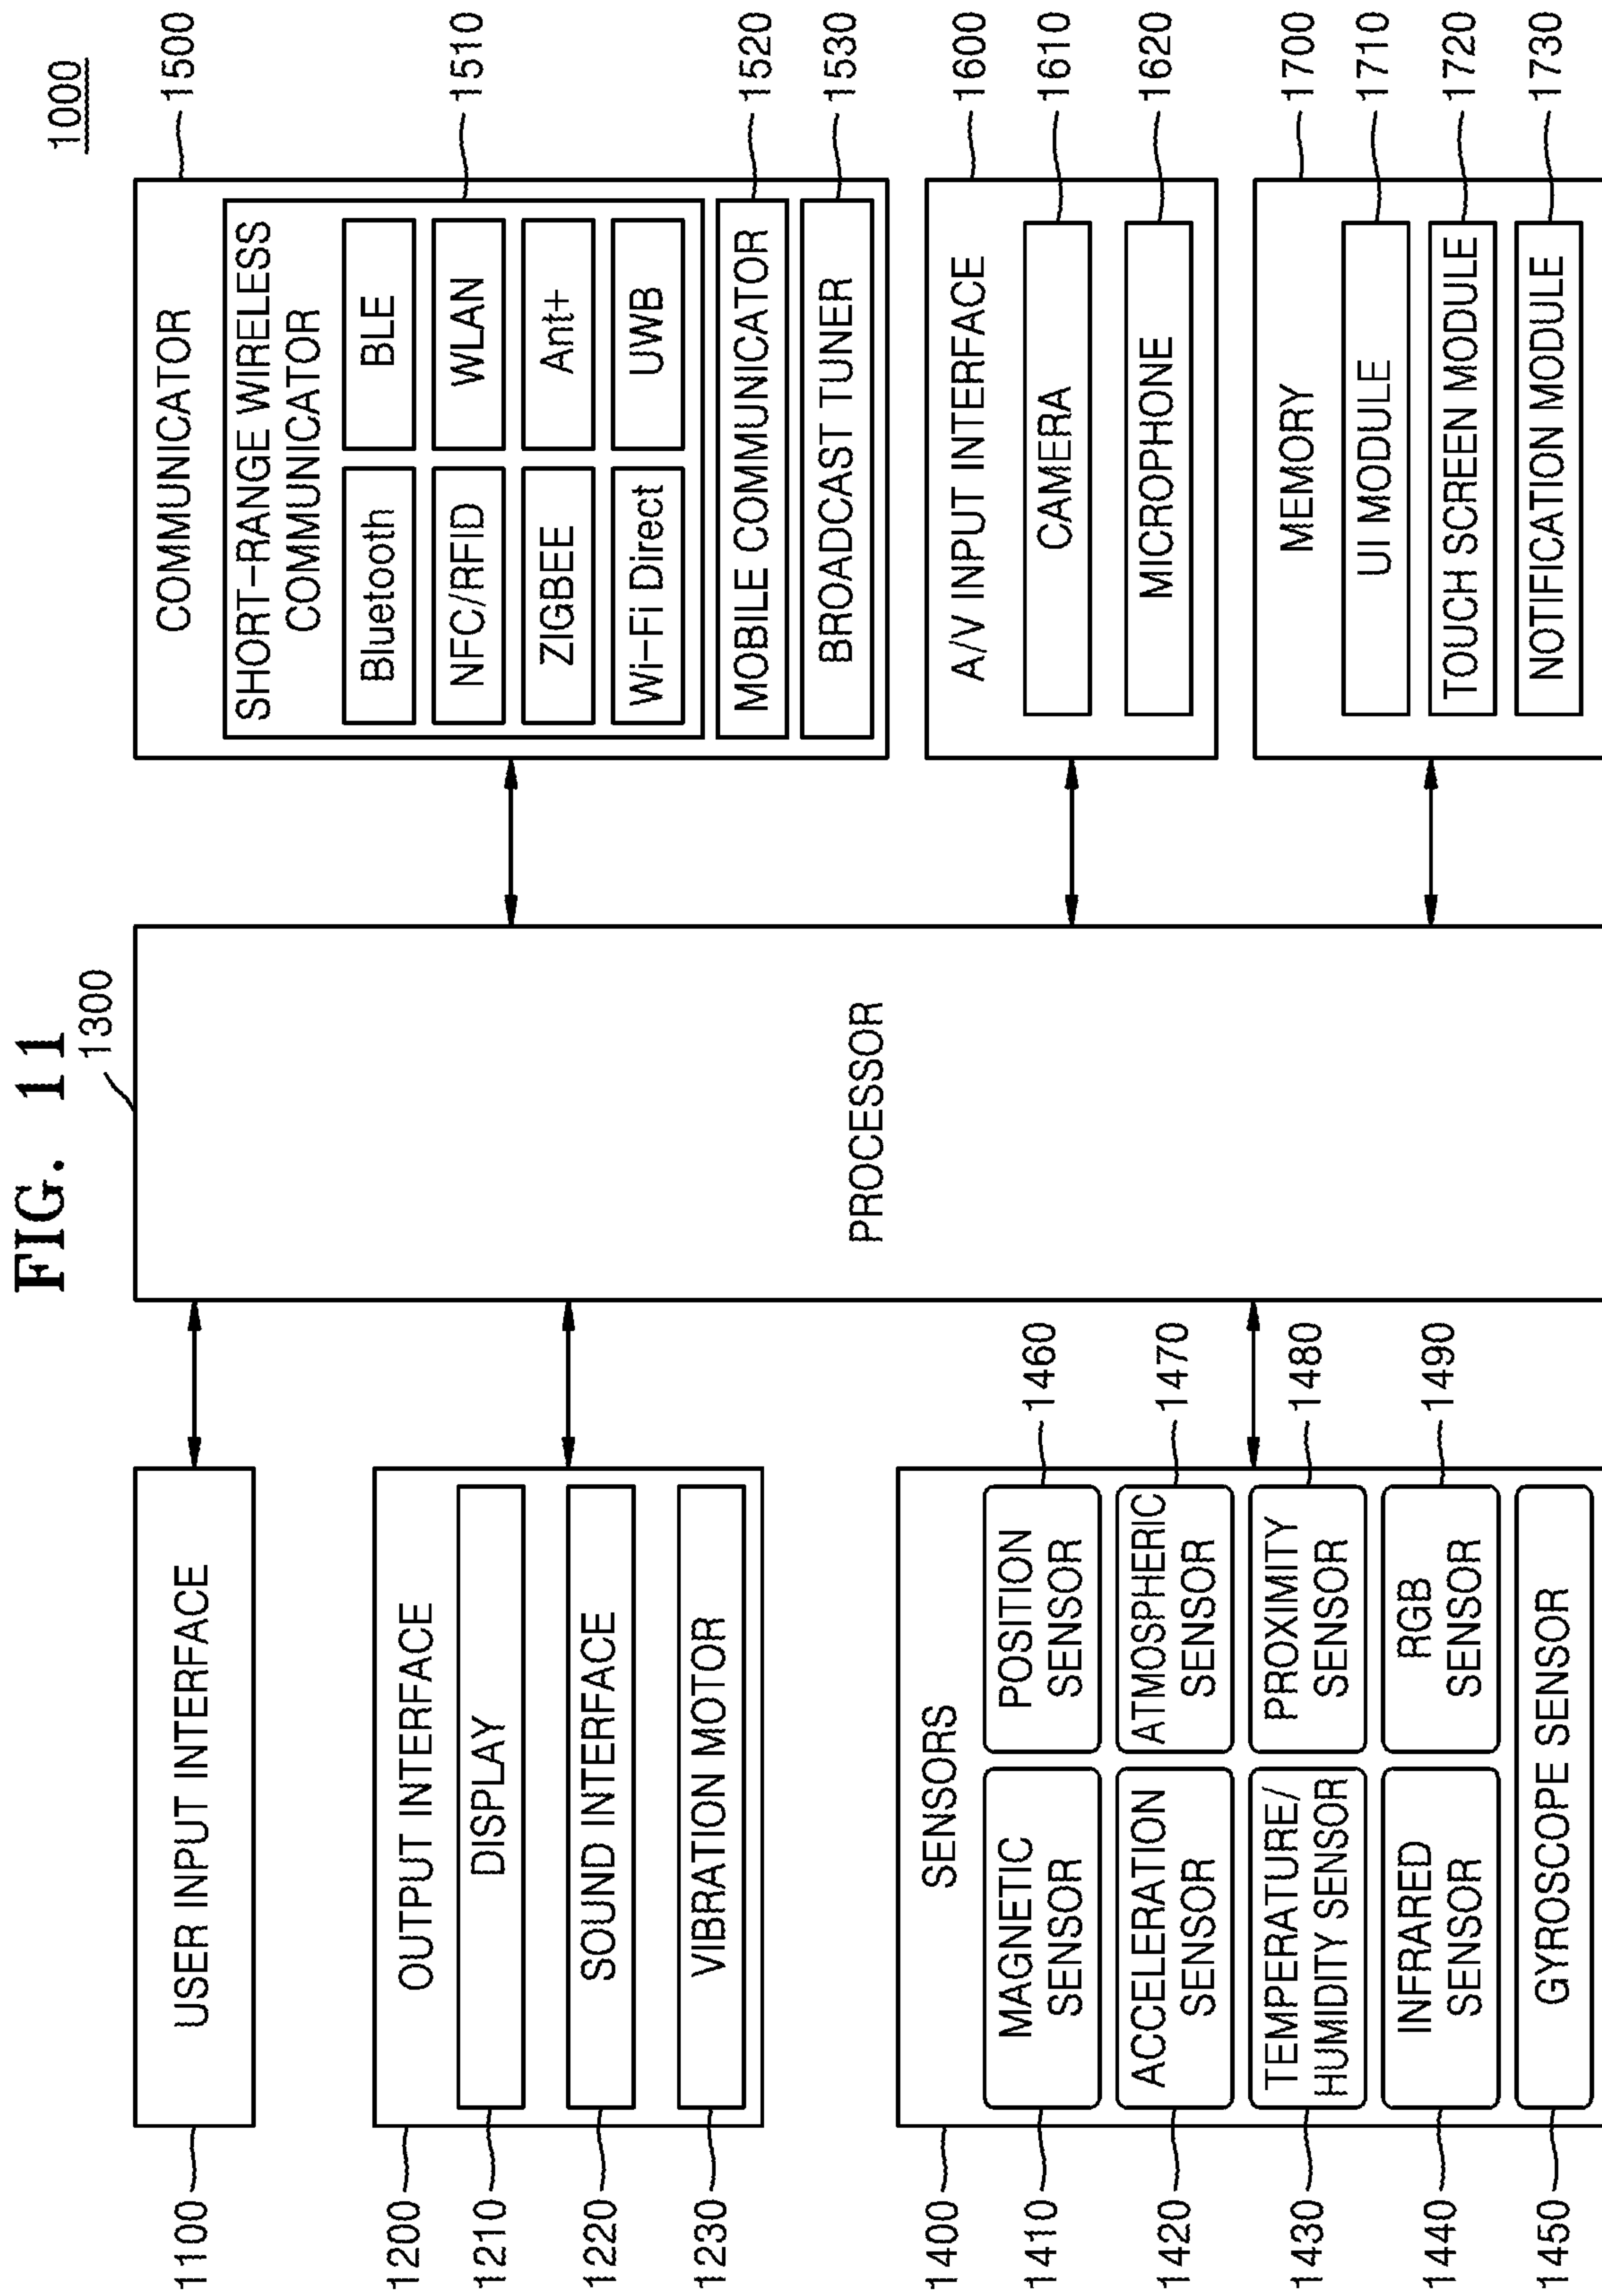 FIG. 11
1000
1100
USER INPUT INTERFACE
1200
OUTPUT INTERFACE
1210
DISPLAY
1220
SOUND INTERFACE
1230
VIBRATION MOTOR
1400
SENSORS
1410
MAGNETIC
SENSOR
POSITION
SENSOR
1460
1420
ACCELERATION
SENSOR
ATMOSPHERIC
SENSOR
1470
1430
TEMPERATURE/
HUMIDITY SENSOR
PROXIMITY
SENSOR
1480
1440
INFRARED
SENSOR
RGB
SENSOR
1490
1450
GYROSCOPE SENSOR
1300
PROCESSOR
COMMUNICATOR
1500
SHORT-RANGE WIRELESS
COMMUNICATOR
1510
Bluetooth
BLE
NFC/RFID
WLAN
ZIGBEE
Ant+
Wi-Fi Direct
UWB
MOBILE COMMUNICATOR
1520
BROADCAST TUNER
1530
A/V INPUT INTERFACE
1600
CAMERA
1610
MICROPHONE
1620
MEMORY
1700
UI MODULE
1710
TOUCH SCREEN MODULE
1720
NOTIFICATION MODULE
1730